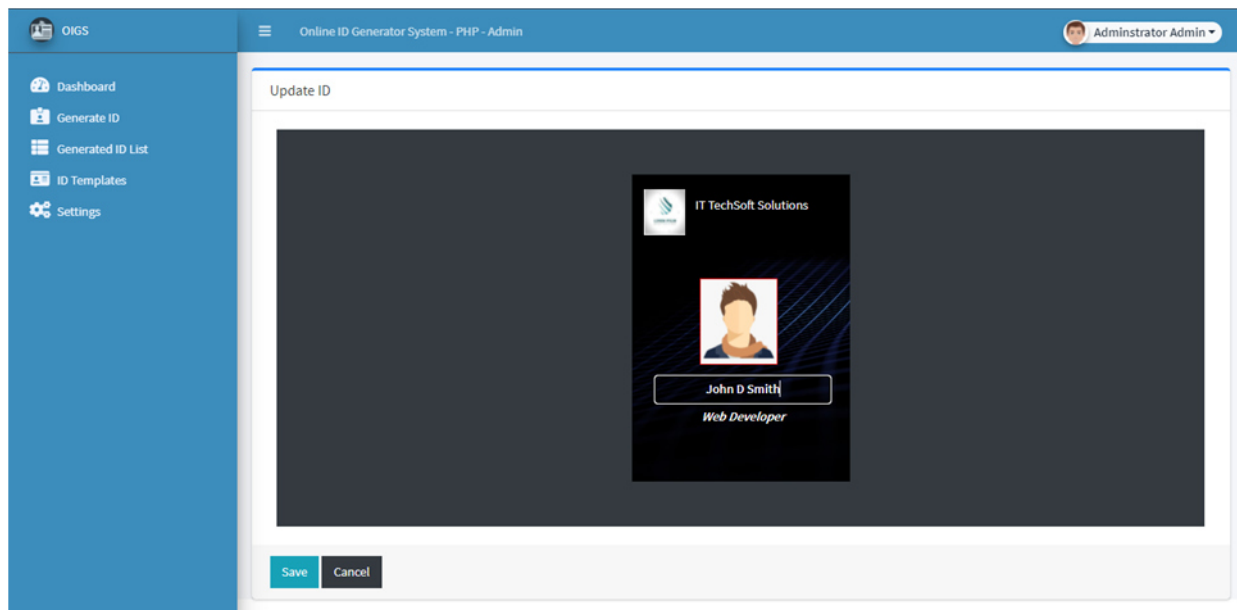 OIGS
Online ID Generator System - PHP - Admin
Adminstrator Admin
Dashboard
Generate ID
Generated ID List
ID Templates
Settings
Update ID
IT TechSoft Solutions
John D Smith
Web Developer
Save
Cancel